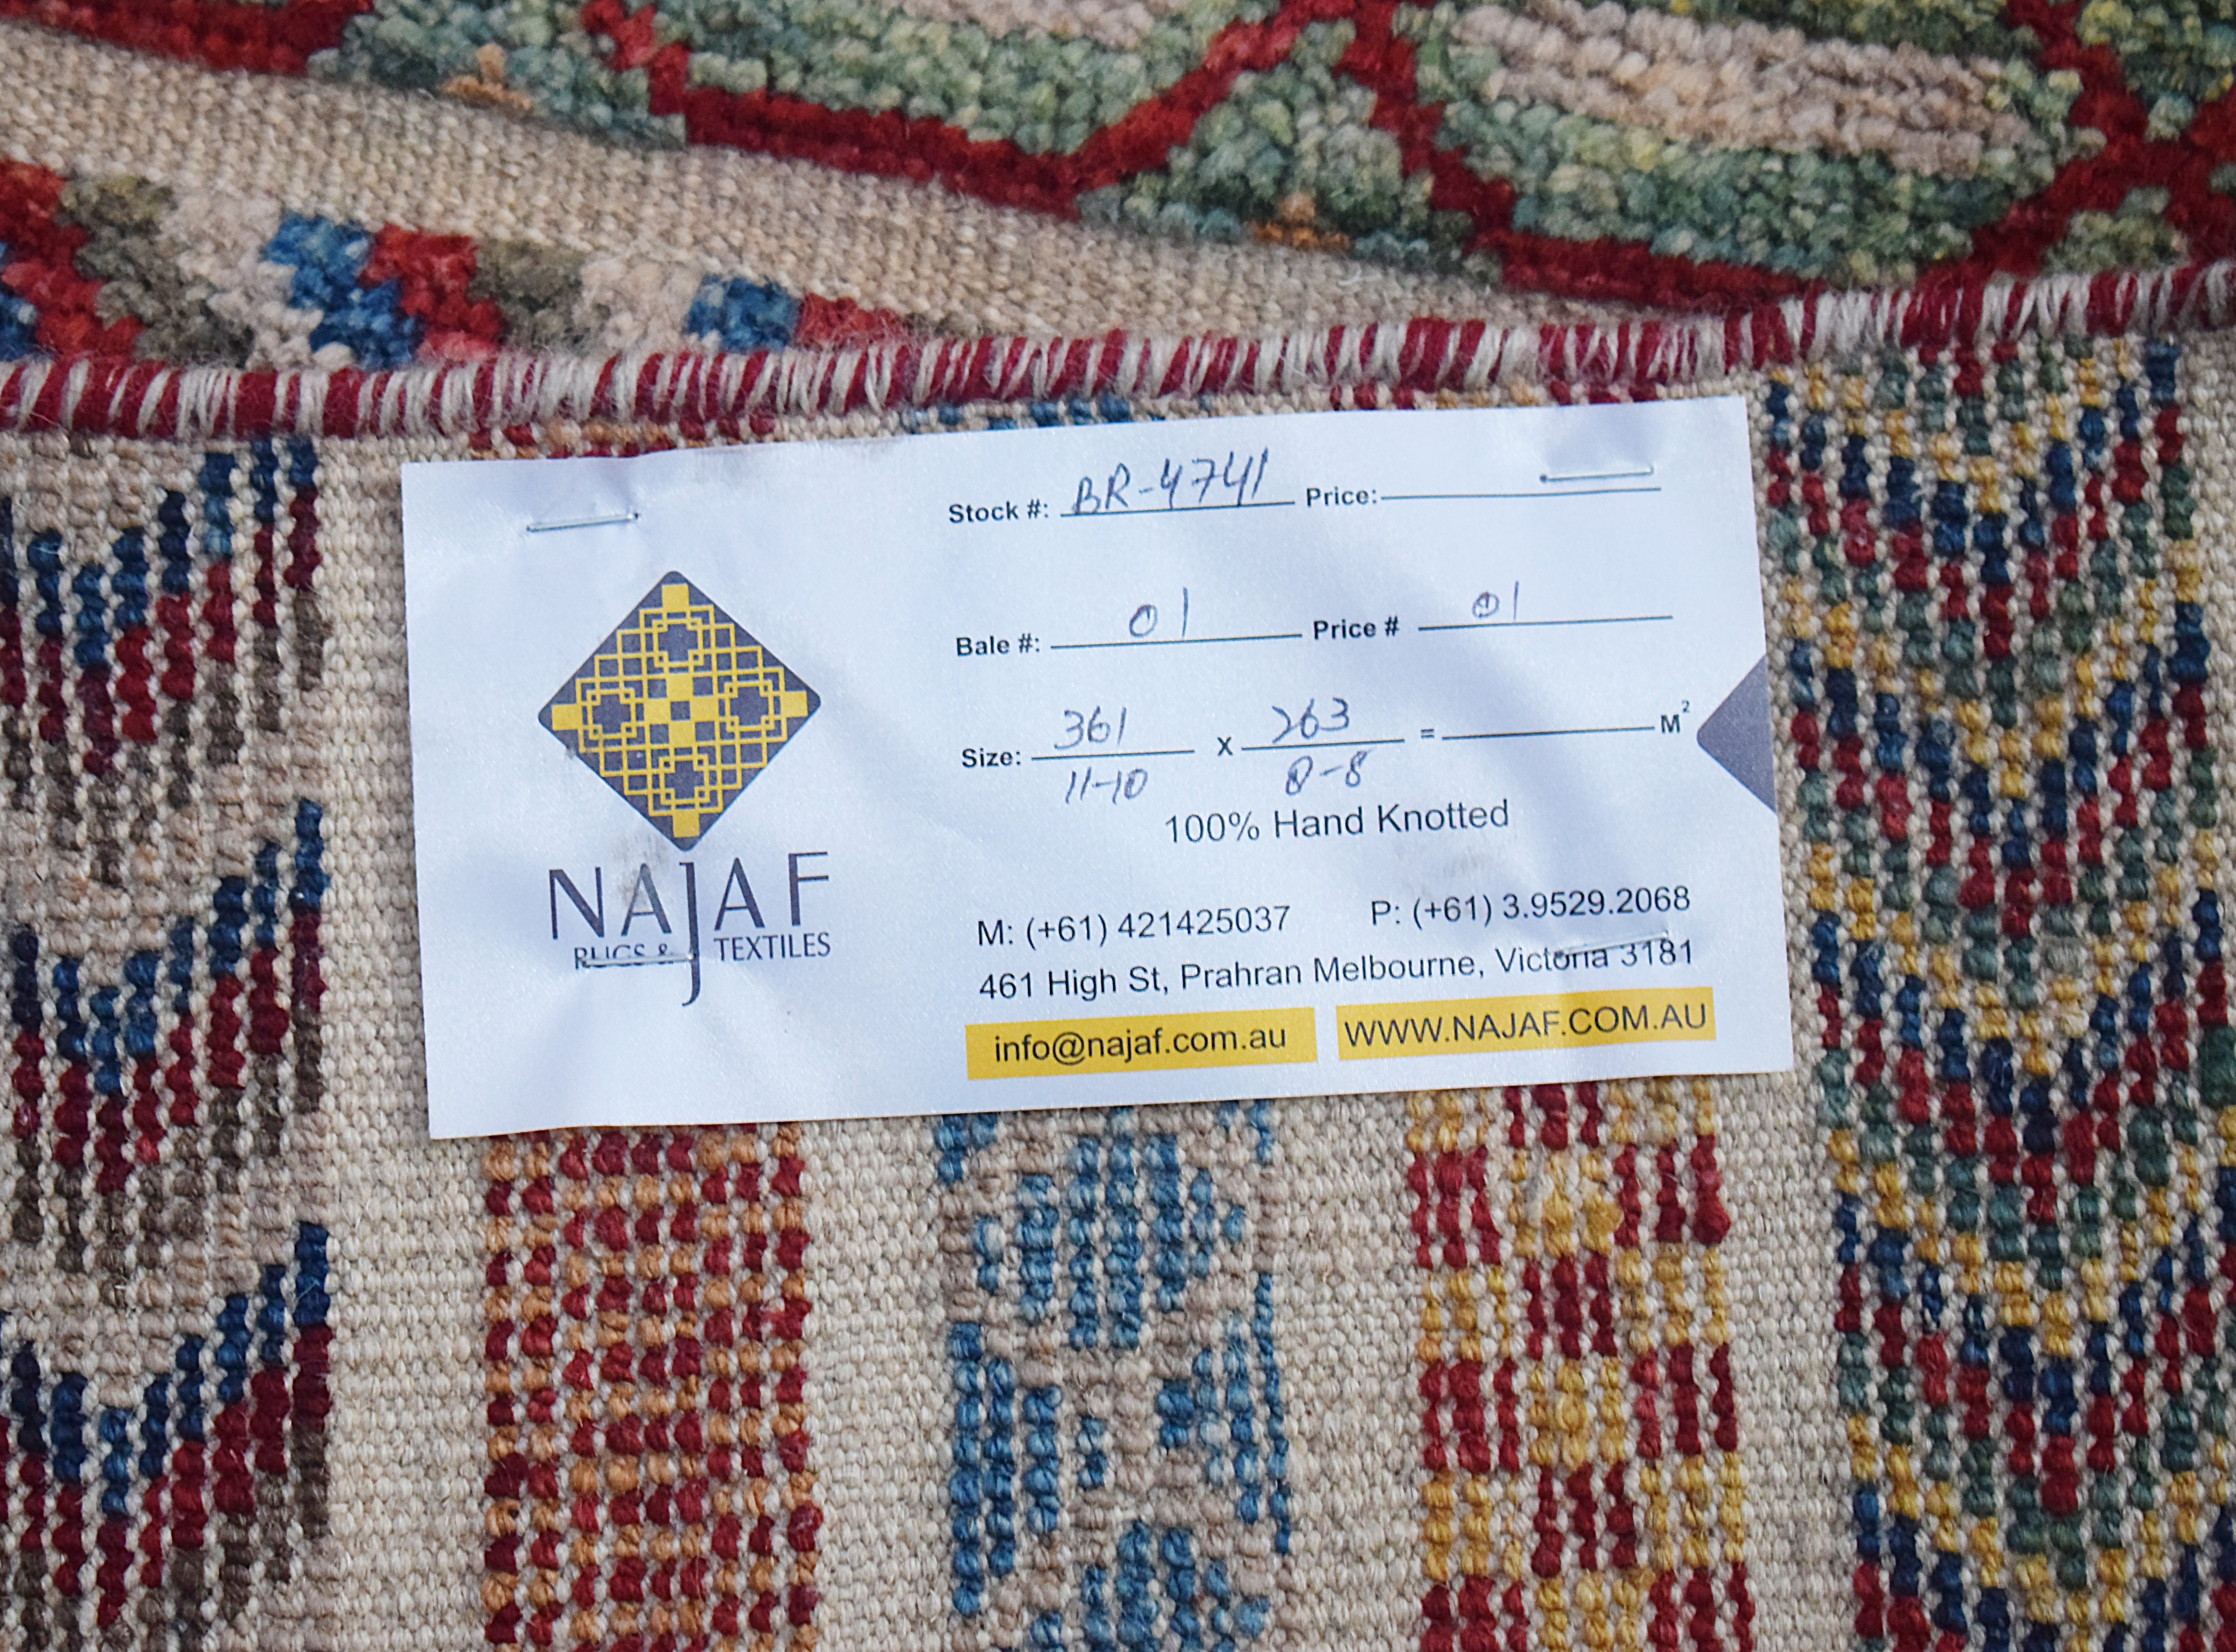 Stock #: BR-4741 Price:
Bale #: 01 Price # 01
Size: 361 x 263 = M²
11-10 8-8
100% Hand Knotted
NAJAF
RUGS & TEXTILES
M: (+61) 421425037 P: (+61) 3.9529.2068
461 High St, Prahran Melbourne, Victoria 3181
info@najaf.com.au WWW.NAJAF.COM.AU